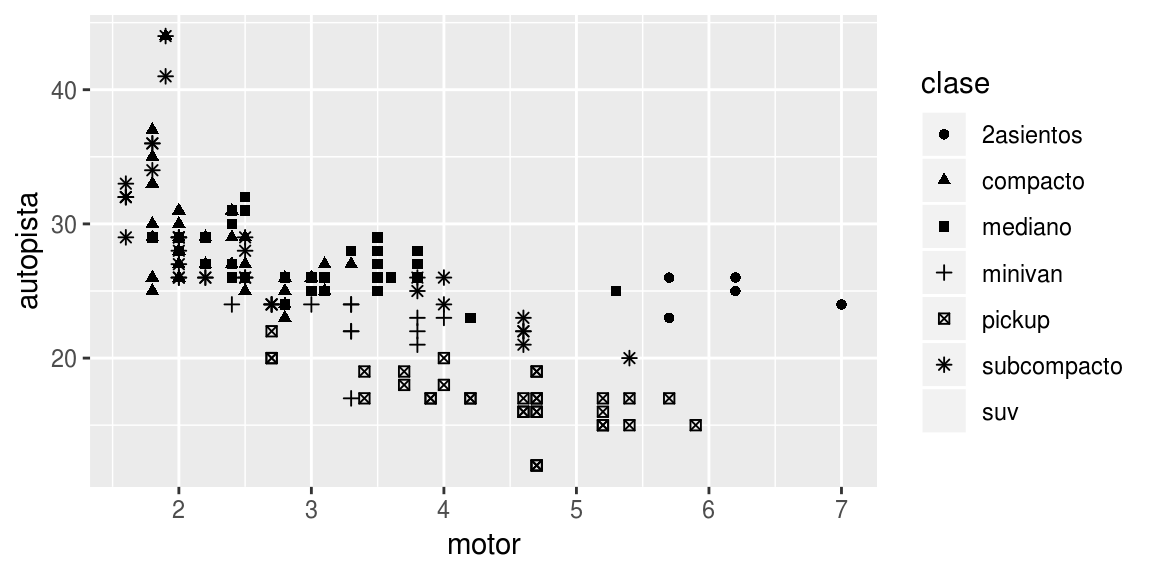 autopista
40
30
20
2
3
4
5
6
7
motor
clase
2asientos
compacto
mediano
minivan
pickup
subcompacto
suv